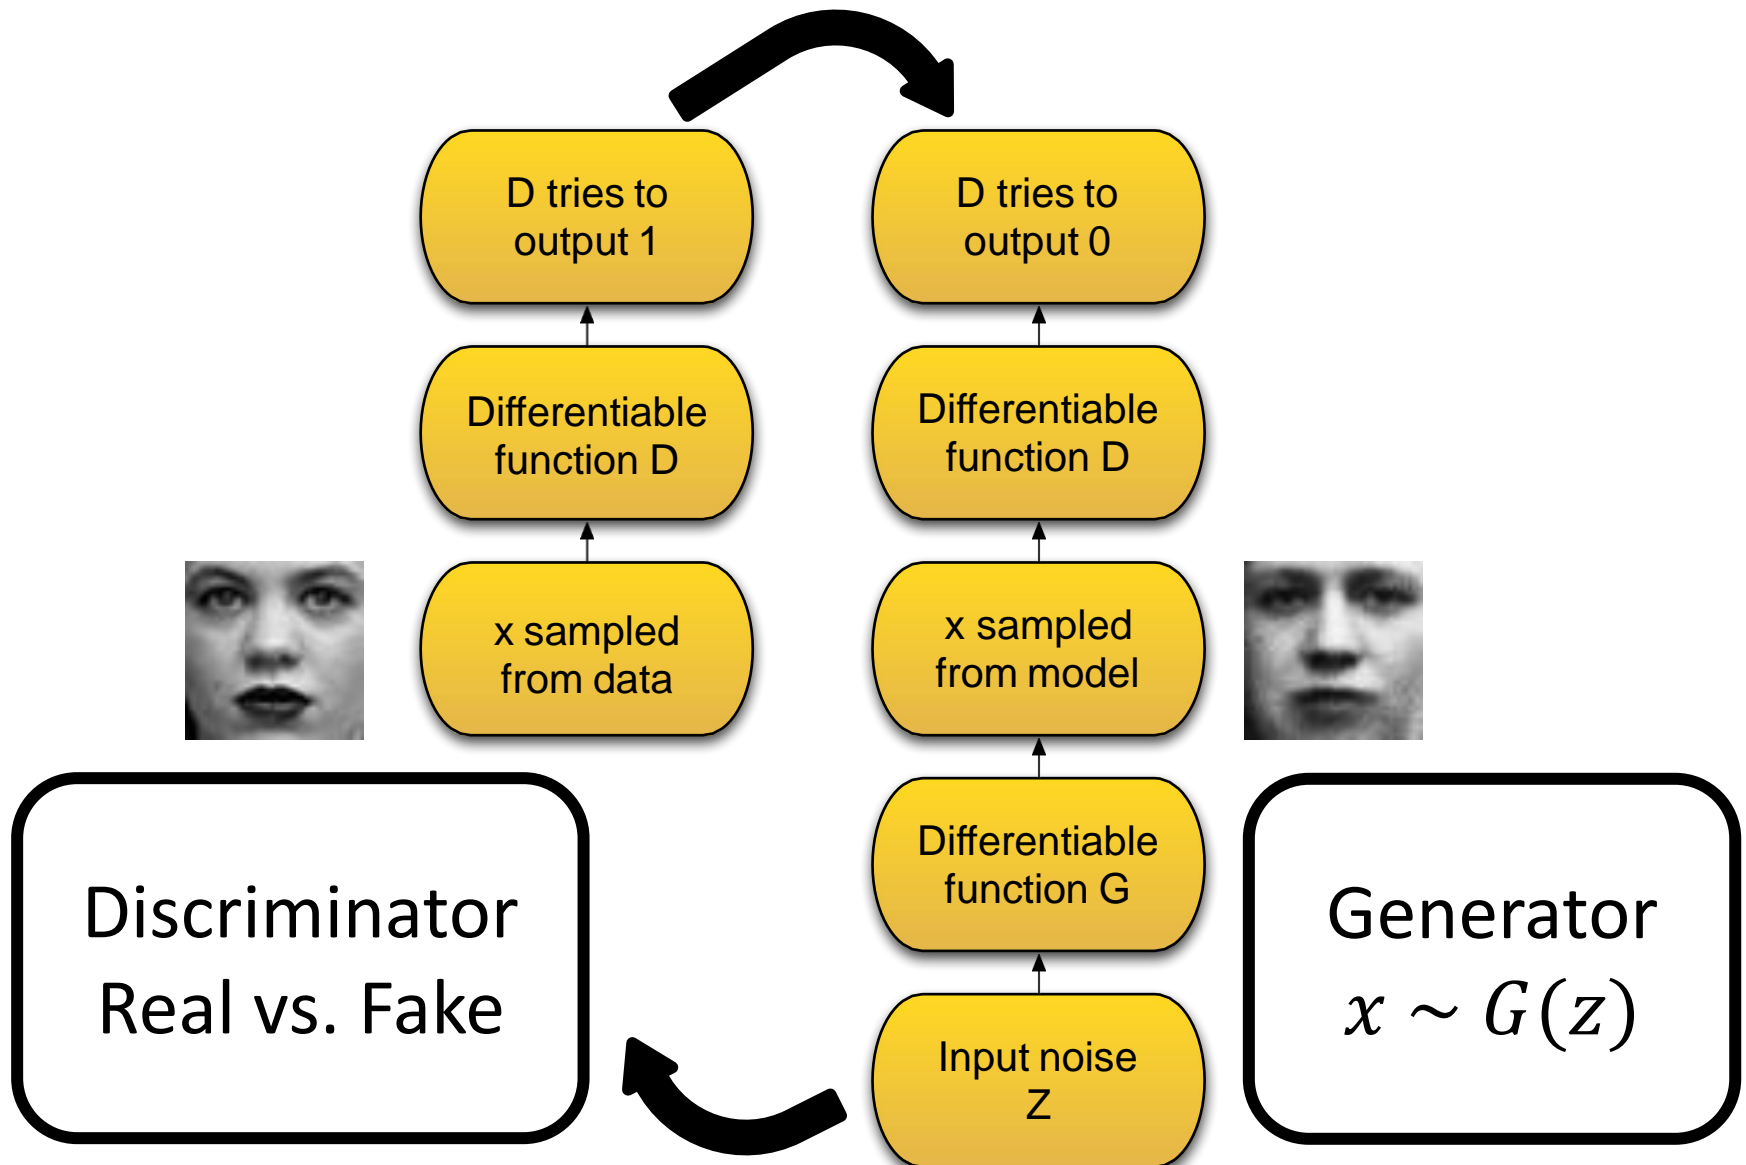 D tries to
output 1
D tries to
output 0
Differentiable
function D
Differentiable
function D
x sampled
from data
x sampled
from model
Differentiable
function G
Discriminator
Real vs. Fake
Generator
x ~ G(z)
Input noise
Z